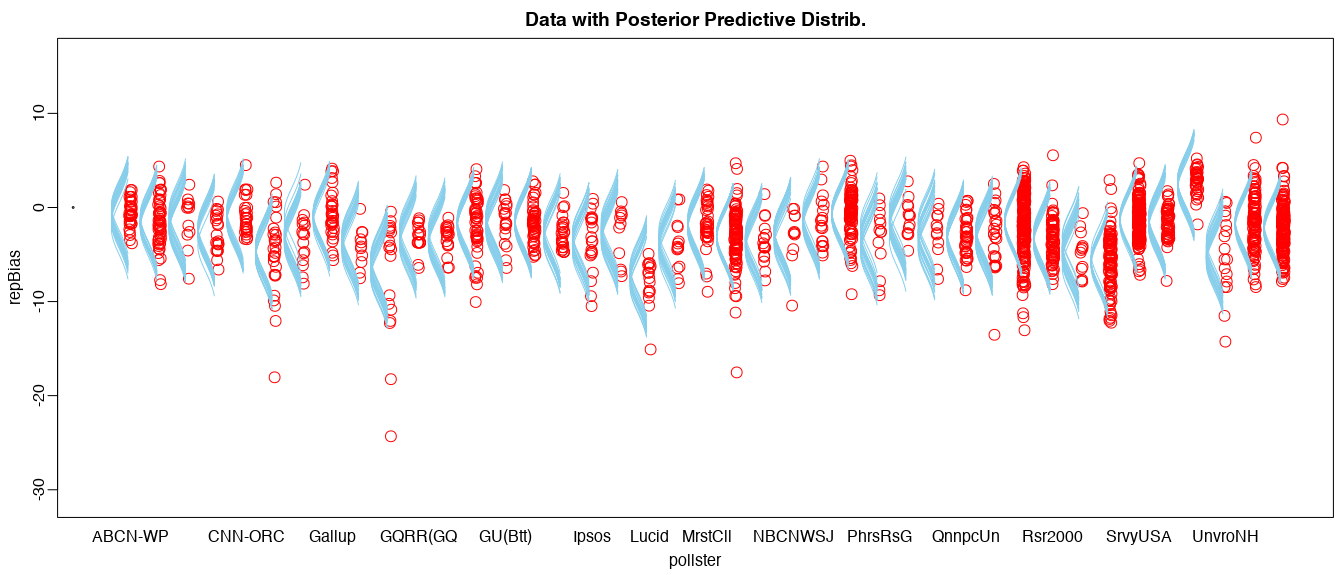 Data with Posterior Predictive Distrib.
10
0
-10
-20
-30
repBias
ABCN-WP CNN-ORC Gallup GQRR(GQ GU(Btt) Ipsos Lucid MrstCll NBCNWSJ PhrsRsG QnnpcUn Rsr2000 SrvyUSA UnvroNH
pollster